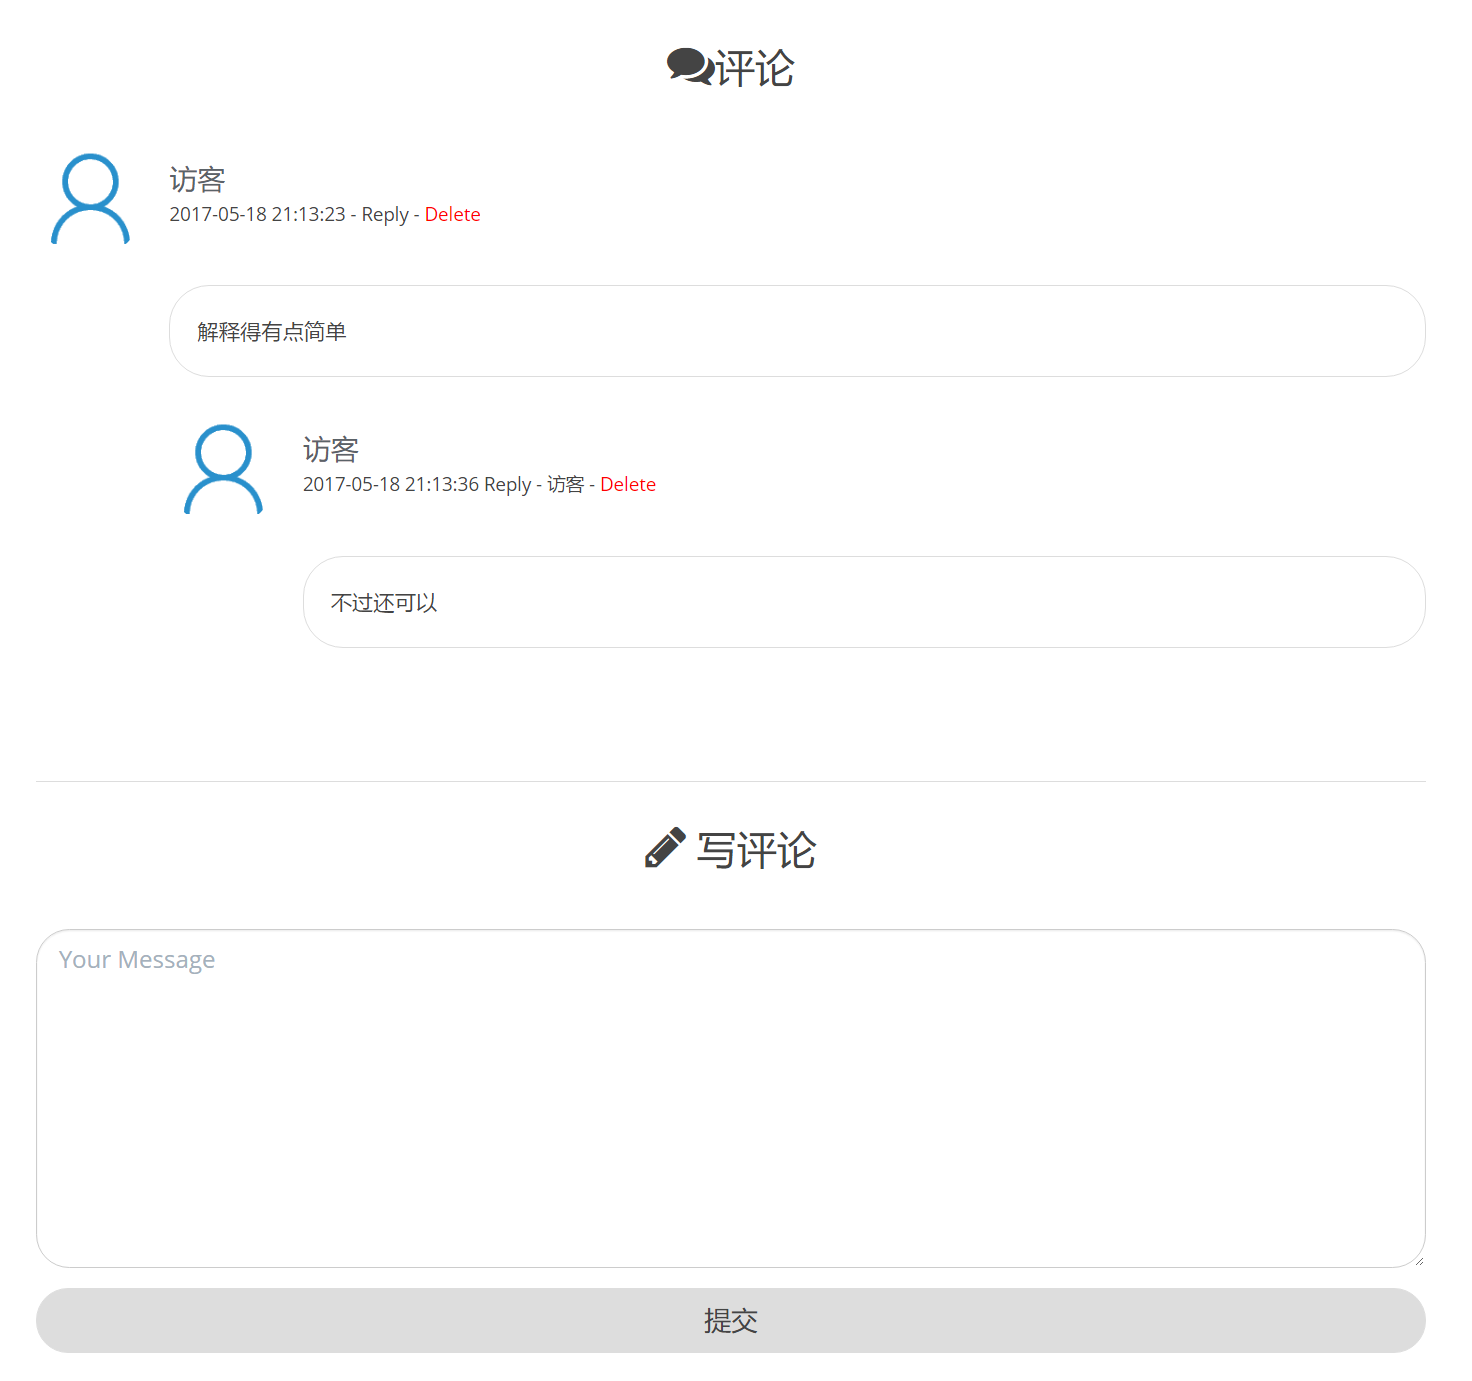 评论
访客
2017-05-18 21:13:23 - Reply - Delete
解释得有点简单
访客
2017-05-18 21:13:36 Reply - 访客 - Delete
不过还可以
写评论
Your Message
提交